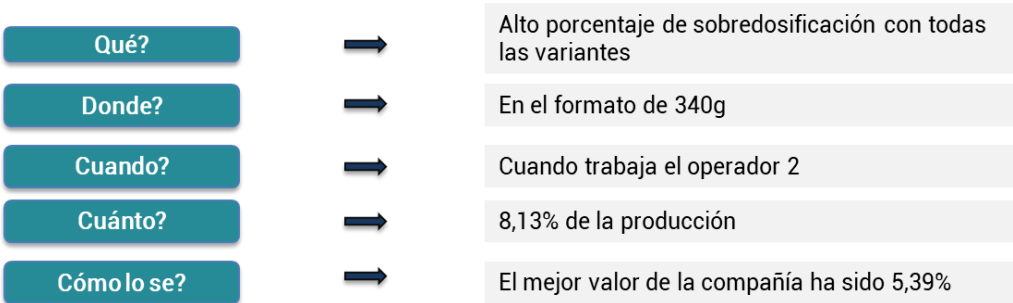 Qué?
Alto porcentaje de sobredosificación con todas
las variantes
Donde?
En el formato de 340g
Cuando?
Cuando trabaja el operador 2
Cuánto?
8,13% de la producción
Cómo lo se?
El mejor valor de la compañía ha sido 5,39%